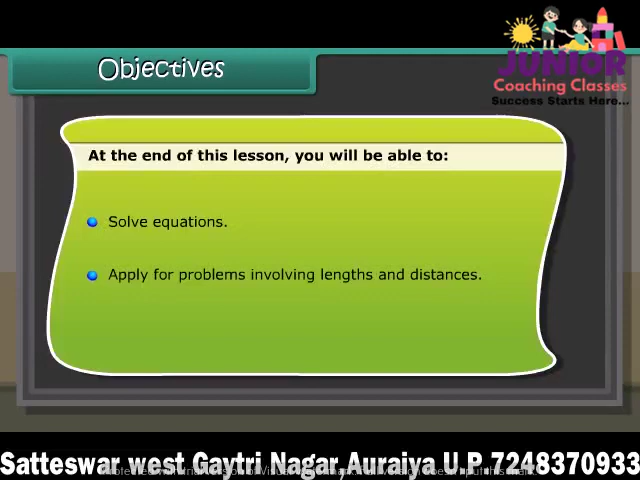 Objectives
JUNIOR
Coaching Classes
Success Starts Here...
At the end of this lesson, you will be able to:
Solve equations.
Apply for problems involving lengths and distances.
Satteswar west Gaytri Nagar,Auraiya U.P.7248370933